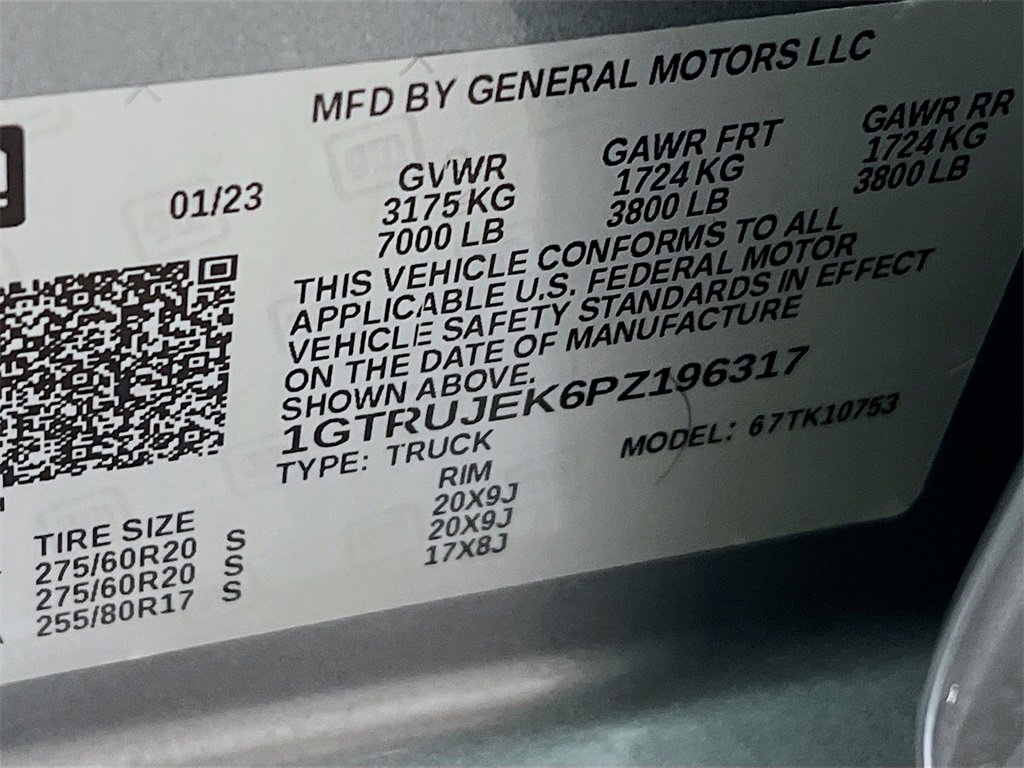 MFD BY GENERAL MOTORS LLC
01/23
GVWR GAWR FRT GAWR RR
3175 KG 1724 KG 1724 KG
7000 LB 3800 LB 3800 LB
THIS VEHICLE CONFORMS TO ALL
APPLICABLE U.S. FEDERAL MOTOR
VEHICLE SAFETY STANDARDS IN EFFECT
ON THE DATE OF MANUFACTURE
SHOWN ABOVE.
1GTRUJEK6PZ196317
TYPE: TRUCK MODEL: 67TK10753
TIRE SIZE RIM
275/60R20 S 20X9J
275/60R20 S 20X9J
255/80R17 S 17X8J